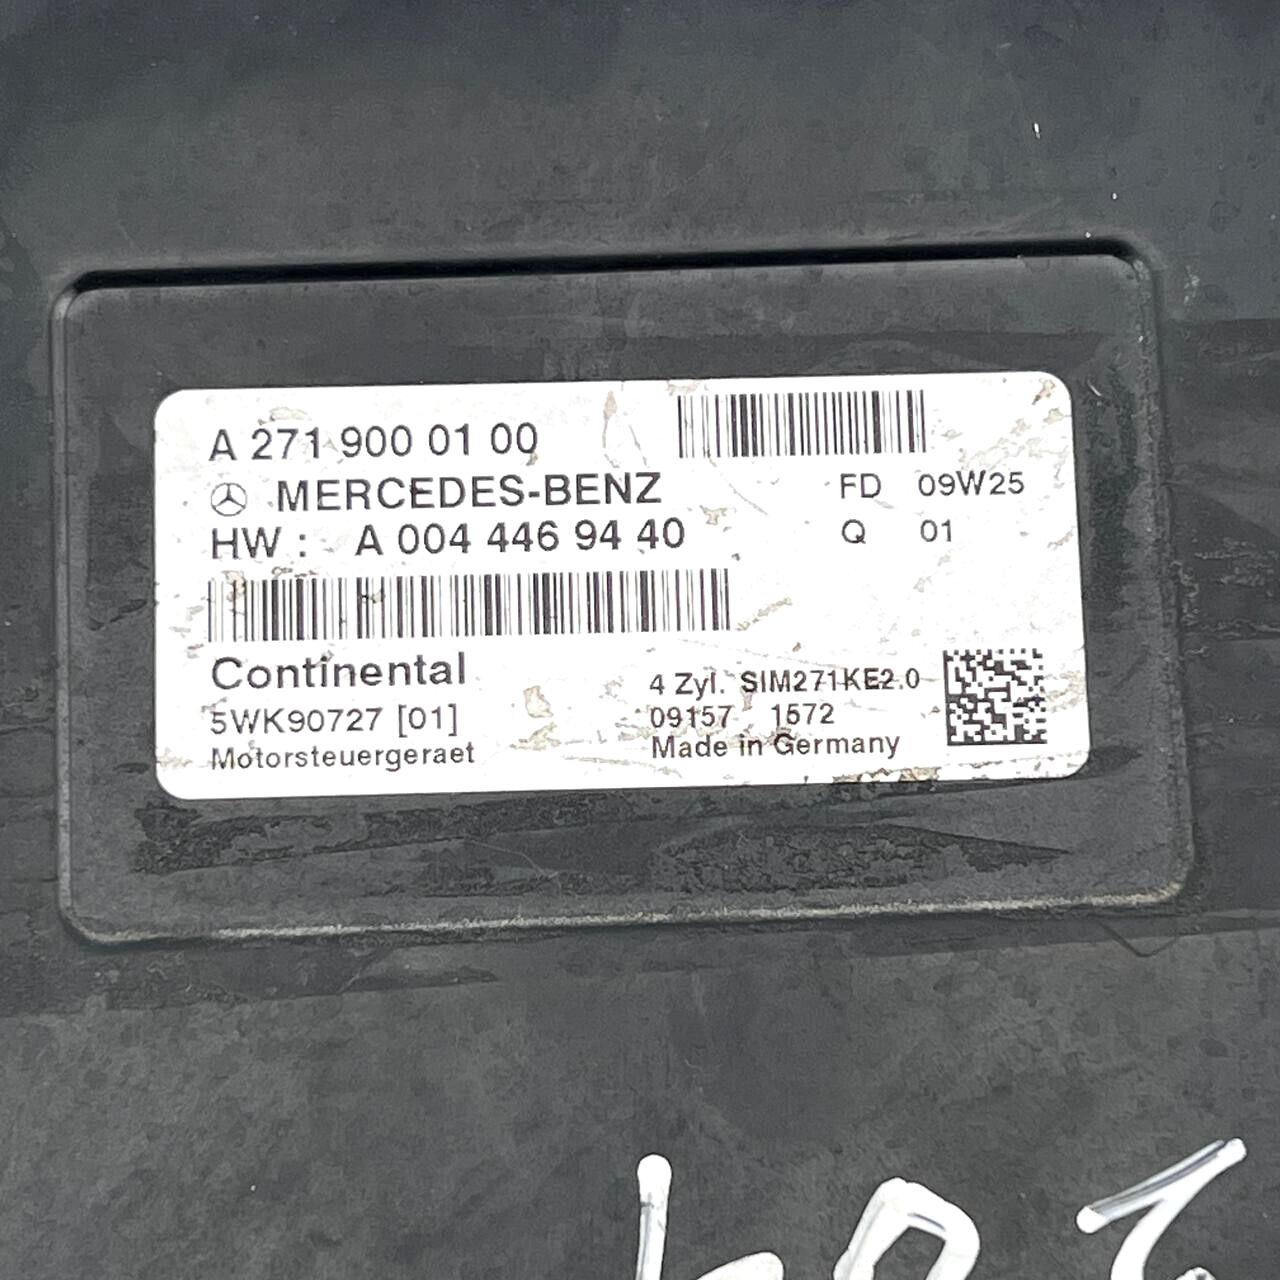 A 271 900 01 00
MERCEDES-BENZ
FD 09W25
HW : A 004 446 94 40
Q 01
Continental
5WK90727 [01]
Motorsteuergeraet
4 Zyl. SIM271KE2.0
09157 1572
Made in Germany